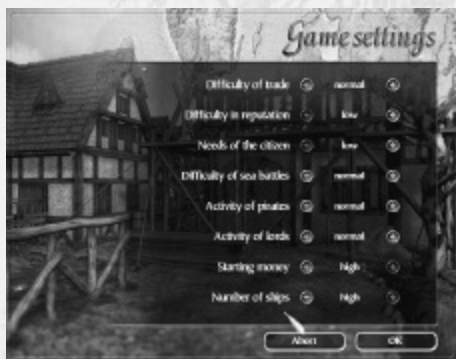 Game settings
Difficulty of trade normal
Difficulty in reputation low
Needs of the citizen low
Difficulty of sea battles normal
Activity of pirates normal
Activity of lords normal
Starting money high
Number of ships high
Abort OK